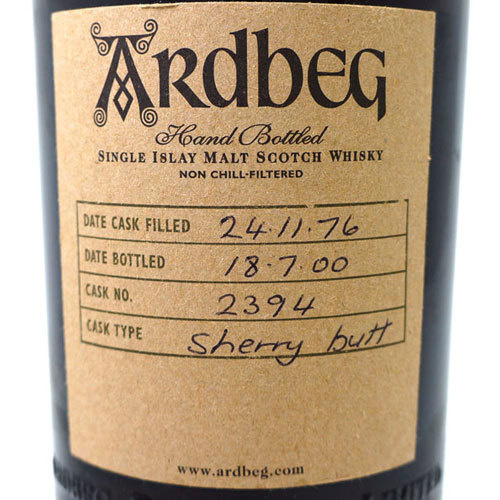 Ardbeg
Hand Bottled
SINGLE ISLAY MALT SCOTCH WHISKY
NON CHILL-FILTERED
DATE CASK FILLED 24.11.76
DATE BOTTLED 18.7.00
CASK NO. 2394
CASK TYPE Sherry butt
www.ardbeg.com